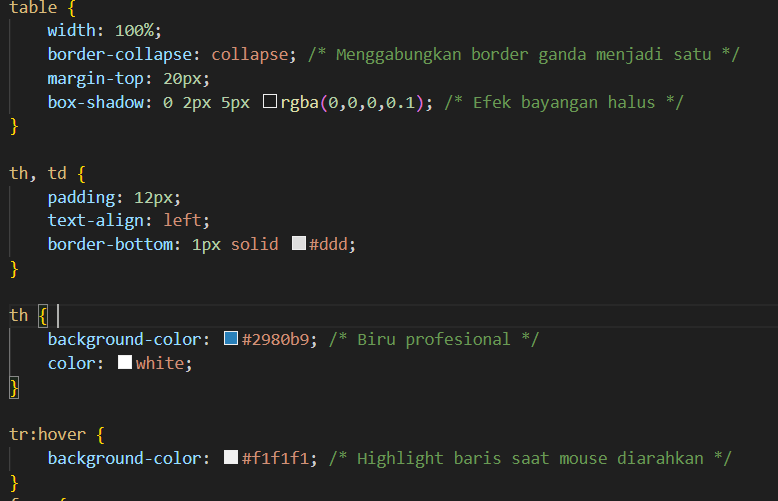 table {
    width: 100%;
    border-collapse: collapse; /* Menggabungkan border ganda menjadi satu */
    margin-top: 20px;
    box-shadow: 0 2px 5px rgba(0,0,0,0.1); /* Efek bayangan halus */
}

th, td {
    padding: 12px;
    text-align: left;
    border-bottom: 1px solid #ddd;
}

th {
    background-color: #2980b9; /* Biru profesional */
    color: white;
}

tr:hover {
    background-color: #f1f1f1; /* Highlight baris saat mouse diarahkan */
}